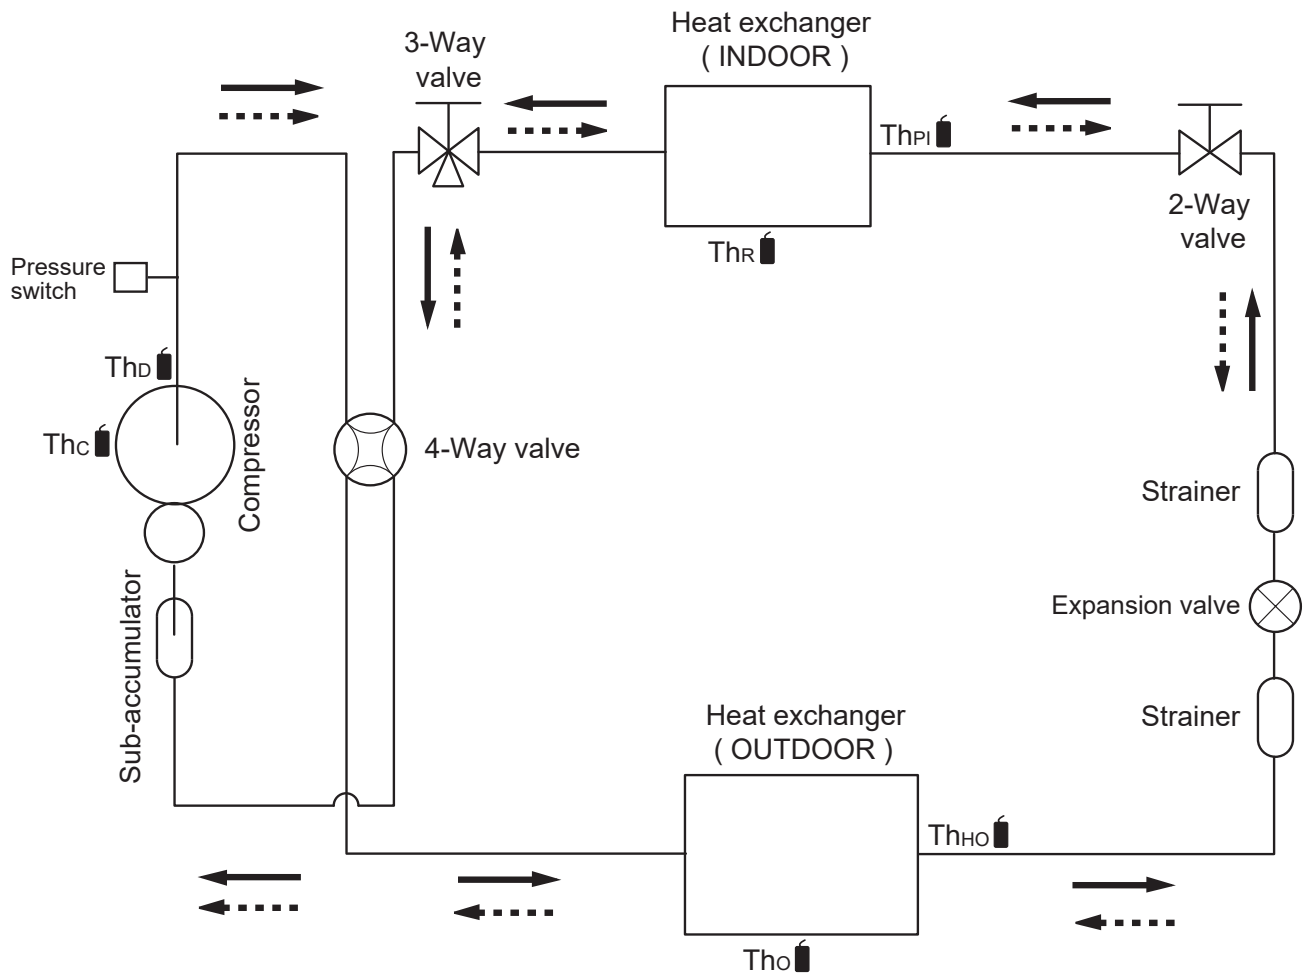 Heat exchanger
( INDOOR )
3-Way
valve
ThPI
2-Way
valve
ThR
Pressure
switch
ThD
Compressor
ThC
4-Way valve
Strainer
Expansion valve
Sub-accumulator
Strainer
Heat exchanger
( OUTDOOR )
ThHO
ThO